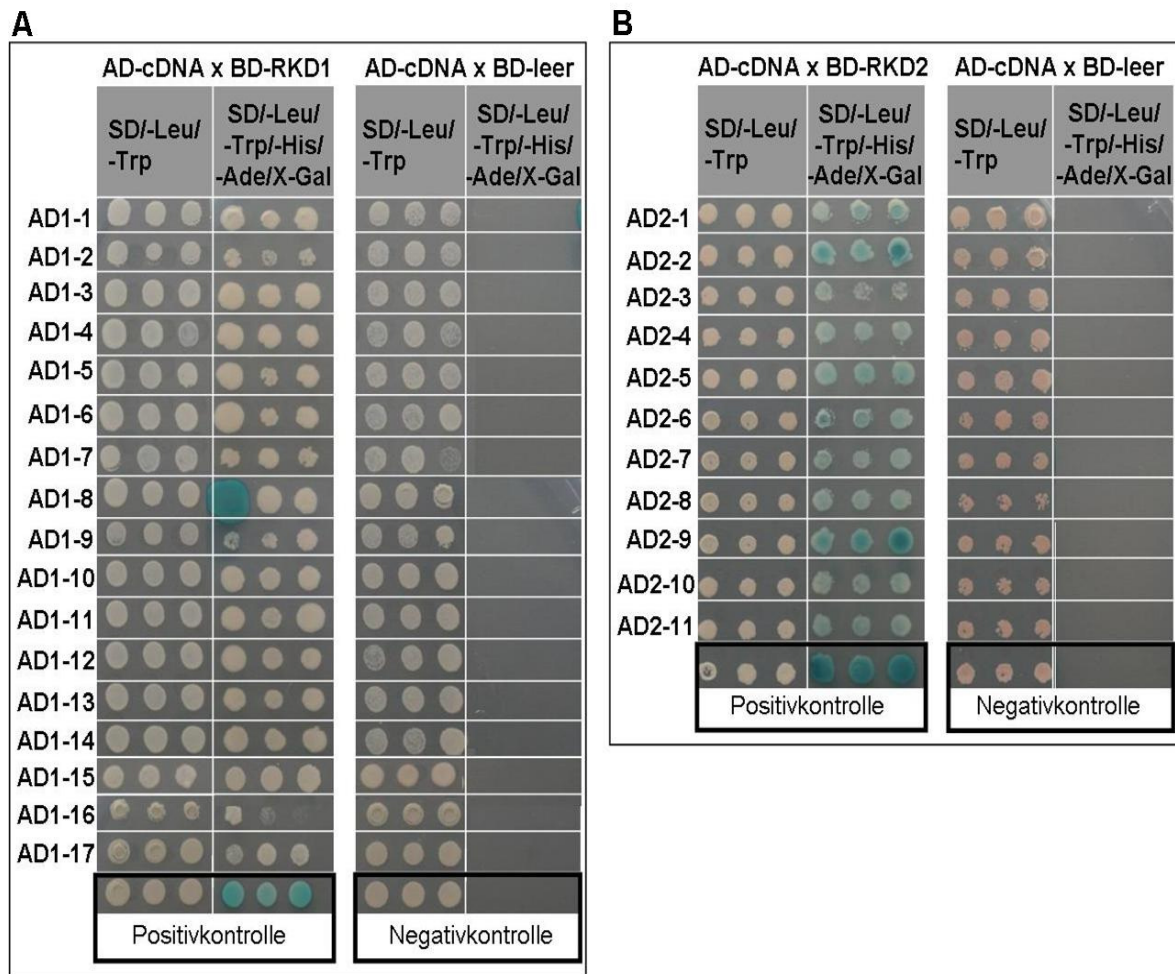 A
AD-cDNA x BD-RKD1
AD-cDNA x BD-leer
SD/-Leu/
-Trp
SD/-Leu/
-Trp/-His/
-Ade/X-Gal
SD/-Leu/
-Trp
SD/-Leu/
-Trp/-His/
-Ade/X-Gal
AD1-1
AD1-2
AD1-3
AD1-4
AD1-5
AD1-6
AD1-7
AD1-8
AD1-9
AD1-10
AD1-11
AD1-12
AD1-13
AD1-14
AD1-15
AD1-16
AD1-17
Positivkontrolle
Negativkontrolle
B
AD-cDNA x BD-RKD2
AD-cDNA x BD-leer
SD/-Leu/
-Trp
SD/-Leu/
-Trp/-His/
-Ade/X-Gal
SD/-Leu/
-Trp
SD/-Leu/
-Trp/-His/
-Ade/X-Gal
AD2-1
AD2-2
AD2-3
AD2-4
AD2-5
AD2-6
AD2-7
AD2-8
AD2-9
AD2-10
AD2-11
Positivkontrolle
Negativkontrolle